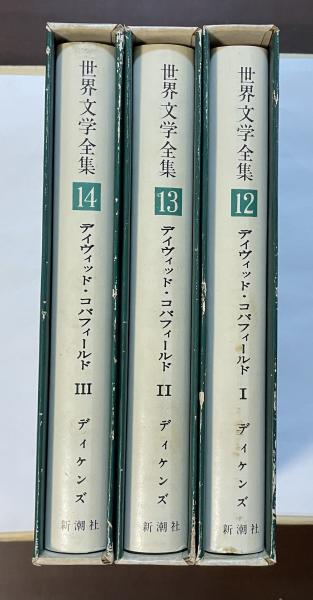 世界文学全集
14
デイヴィッド・コパフィールド
III
ディケンズ
新潮社
世界文学全集
13
デイヴィッド・コパフィールド
II
ディケンズ
新潮社
世界文学全集
12
デイヴィッド・コパフィールド
I
ディケンズ
新潮社